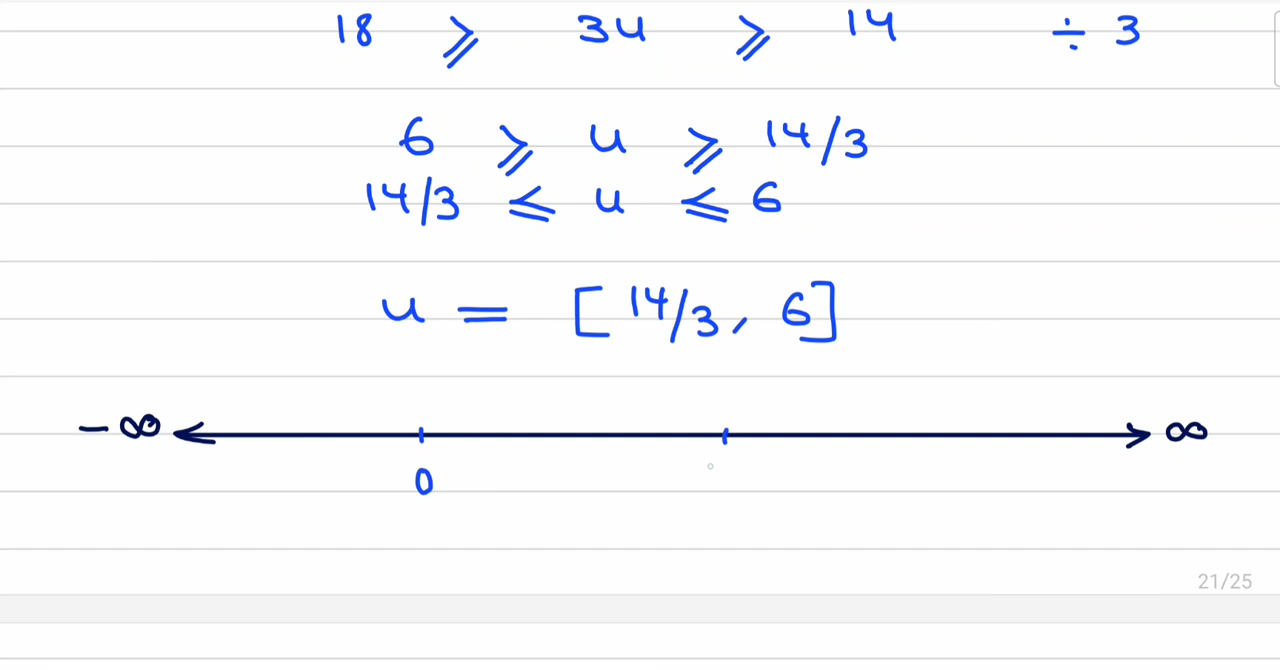 18 ⩾ 3u ⩾ 14 ÷ 3
6 ⩾ u ⩾ 14/3
14/3 ⩽ u ⩽ 6
u = [14/3, 6]
-∞ ∞
0
21/25